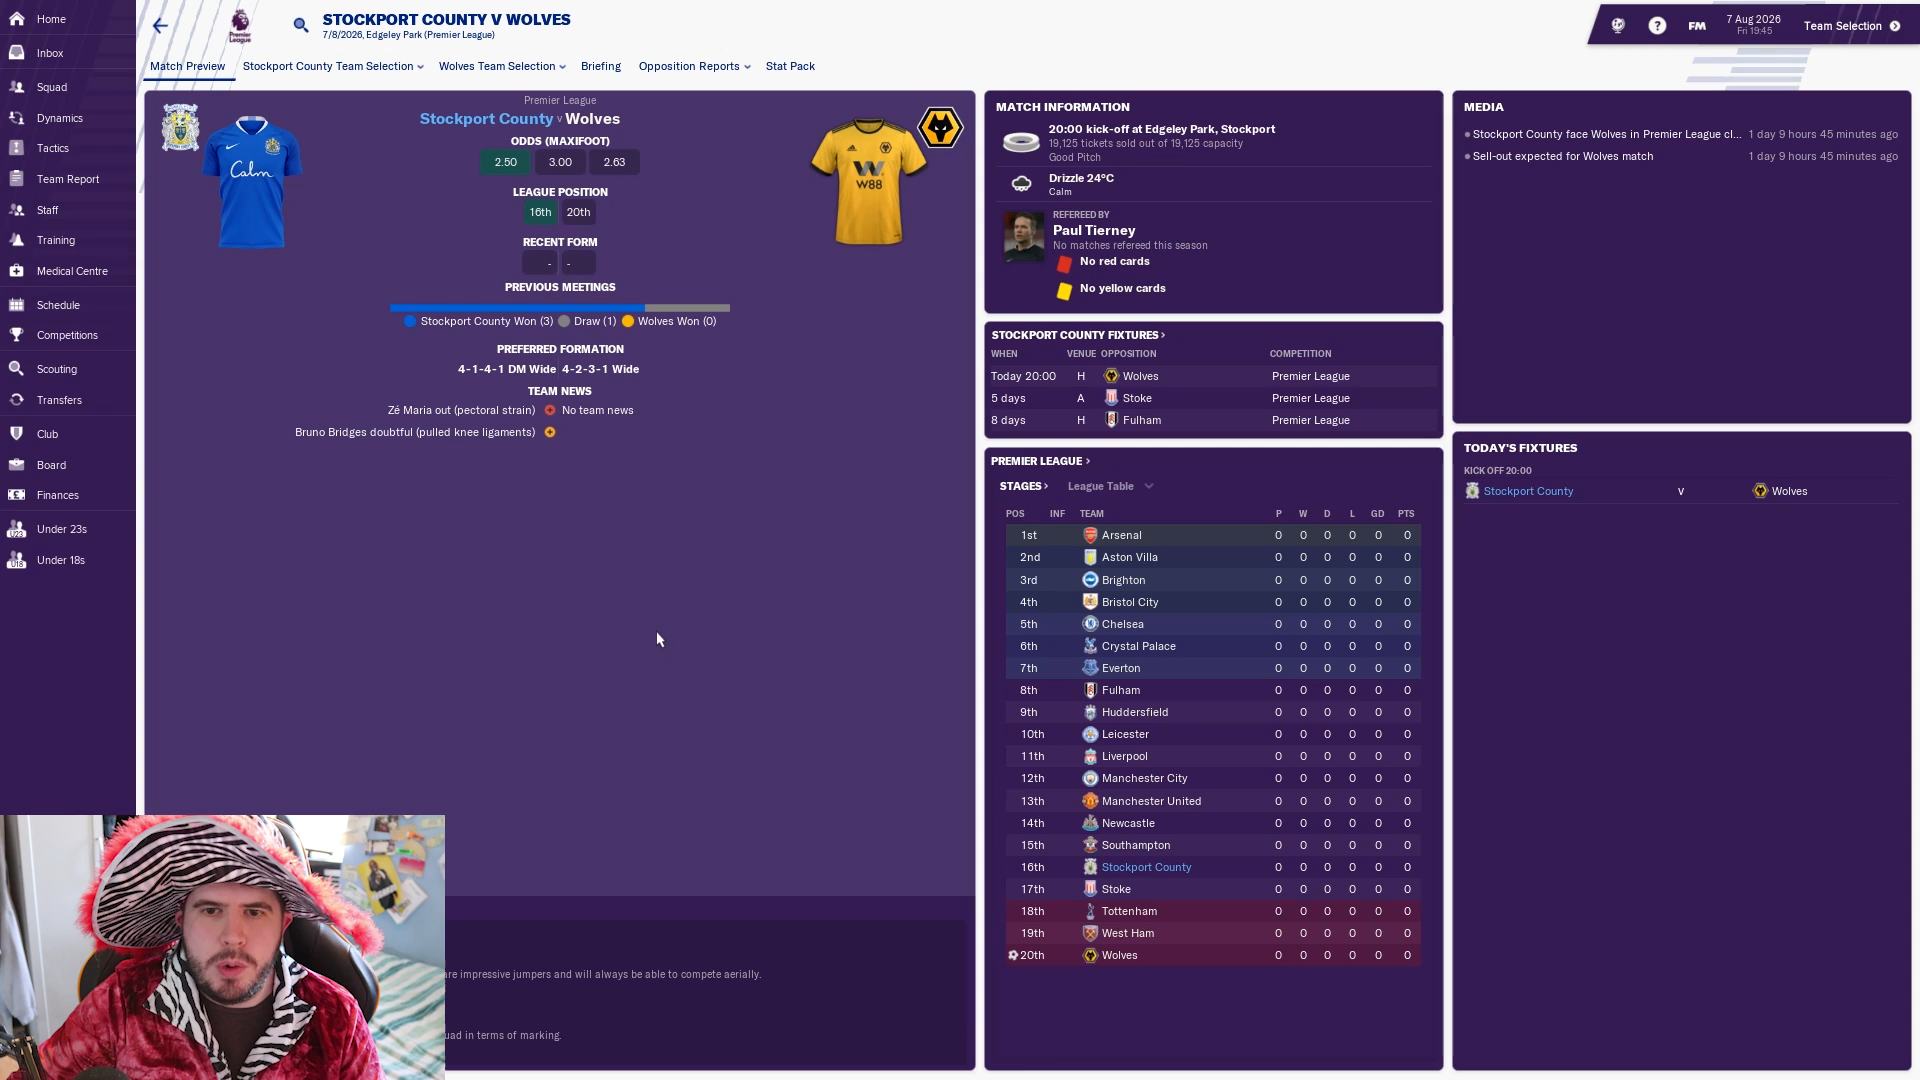 Home
Inbox
Squad
Dynamics
Tactics
Team Report
Staff
Training
Medical Centre
Schedule
Competitions
Scouting
Transfers
Club
Board
Finances
Under 23s
Under 18s
STOCKPORT COUNTY V WOLVES
7/8/2026, Edgeley Park (Premier League)
FM
7 Aug 2026
Fri 19:45
Team Selection
Match Preview
Stockport County Team Selection
Wolves Team Selection
Briefing
Opposition Reports
Stat Pack
Premier League
Stockport County v Wolves
ODDS (MAXIFOOT)
2.50 3.00 2.63
LEAGUE POSITION
16th 20th
RECENT FORM
- -
PREVIOUS MEETINGS
Stockport County Won (3) Draw (1) Wolves Won (0)
PREFERRED FORMATION
4-1-4-1 DM Wide 4-2-3-1 Wide
TEAM NEWS
Zé Maria out (pectoral strain) No team news
Bruno Bridges doubtful (pulled knee ligaments)
Calm
W88
are impressive jumpers and will always be able to compete aerially.
uad in terms of marking.
MATCH INFORMATION
20:00 kick-off at Edgeley Park, Stockport
19,125 tickets sold out of 19,125 capacity
Good Pitch
Drizzle 24°C
Calm
REFEREED BY
Paul Tierney
No matches refereed this season
No red cards
No yellow cards
STOCKPORT COUNTY FIXTURES
WHEN VENUE OPPOSITION COMPETITION
Today 20:00 H Wolves Premier League
5 days A Stoke Premier League
8 days H Fulham Premier League
PREMIER LEAGUE
STAGES League Table
POS INF TEAM P W D L GD PTS
1st Arsenal 0 0 0 0 0 0
2nd Aston Villa 0 0 0 0 0 0
3rd Brighton 0 0 0 0 0 0
4th Bristol City 0 0 0 0 0 0
5th Chelsea 0 0 0 0 0 0
6th Crystal Palace 0 0 0 0 0 0
7th Everton 0 0 0 0 0 0
8th Fulham 0 0 0 0 0 0
9th Huddersfield 0 0 0 0 0 0
10th Leicester 0 0 0 0 0 0
11th Liverpool 0 0 0 0 0 0
12th Manchester City 0 0 0 0 0 0
13th Manchester United 0 0 0 0 0 0
14th Newcastle 0 0 0 0 0 0
15th Southampton 0 0 0 0 0 0
16th Stockport County 0 0 0 0 0 0
17th Stoke 0 0 0 0 0 0
18th Tottenham 0 0 0 0 0 0
19th West Ham 0 0 0 0 0 0
20th Wolves 0 0 0 0 0 0
MEDIA
Stockport County face Wolves in Premier League cl... 1 day 9 hours 45 minutes ago
Sell-out expected for Wolves match 1 day 9 hours 45 minutes ago
TODAY'S FIXTURES
KICK OFF 20:00
Stockport County v Wolves